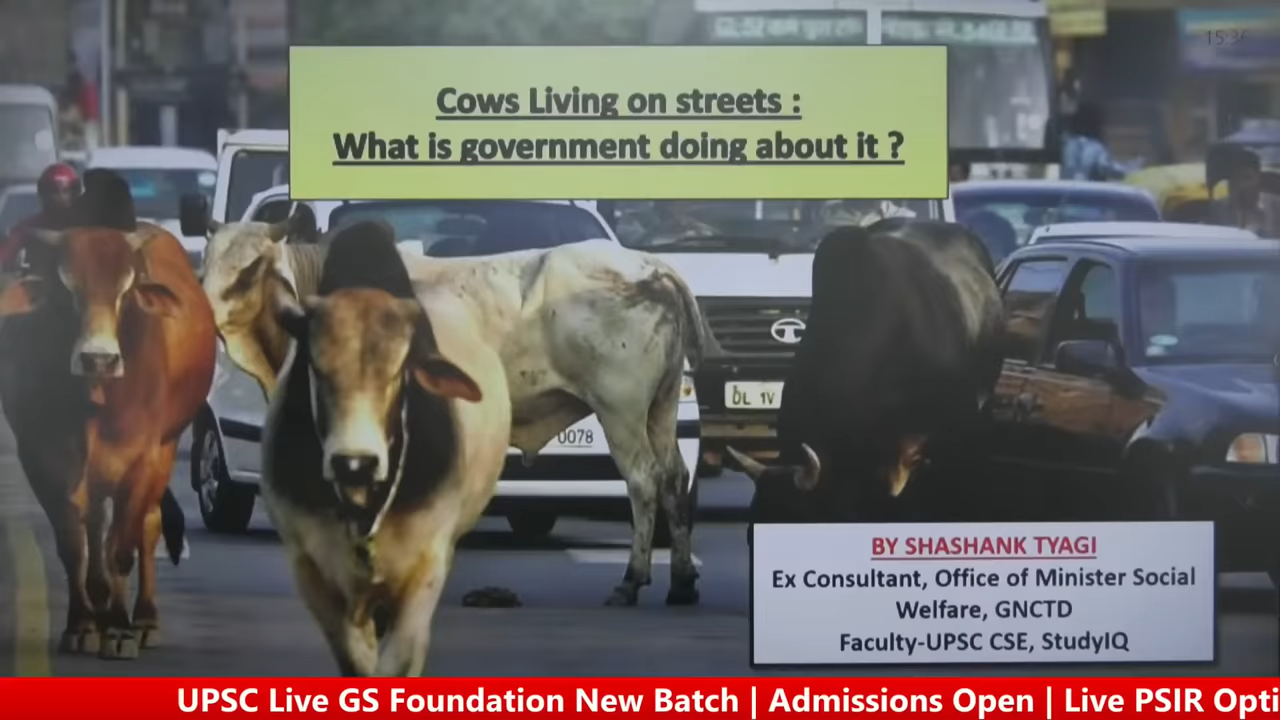 Cows Living on streets :
What is government doing about it ?
DL 1V
0078
BY SHASHANK TYAGI
Ex Consultant, Office of Minister Social
Welfare, GNCTD
Faculty-UPSC CSE, StudyIQ
UPSC Live GS Foundation New Batch | Admissions Open | Live PSIR Opti